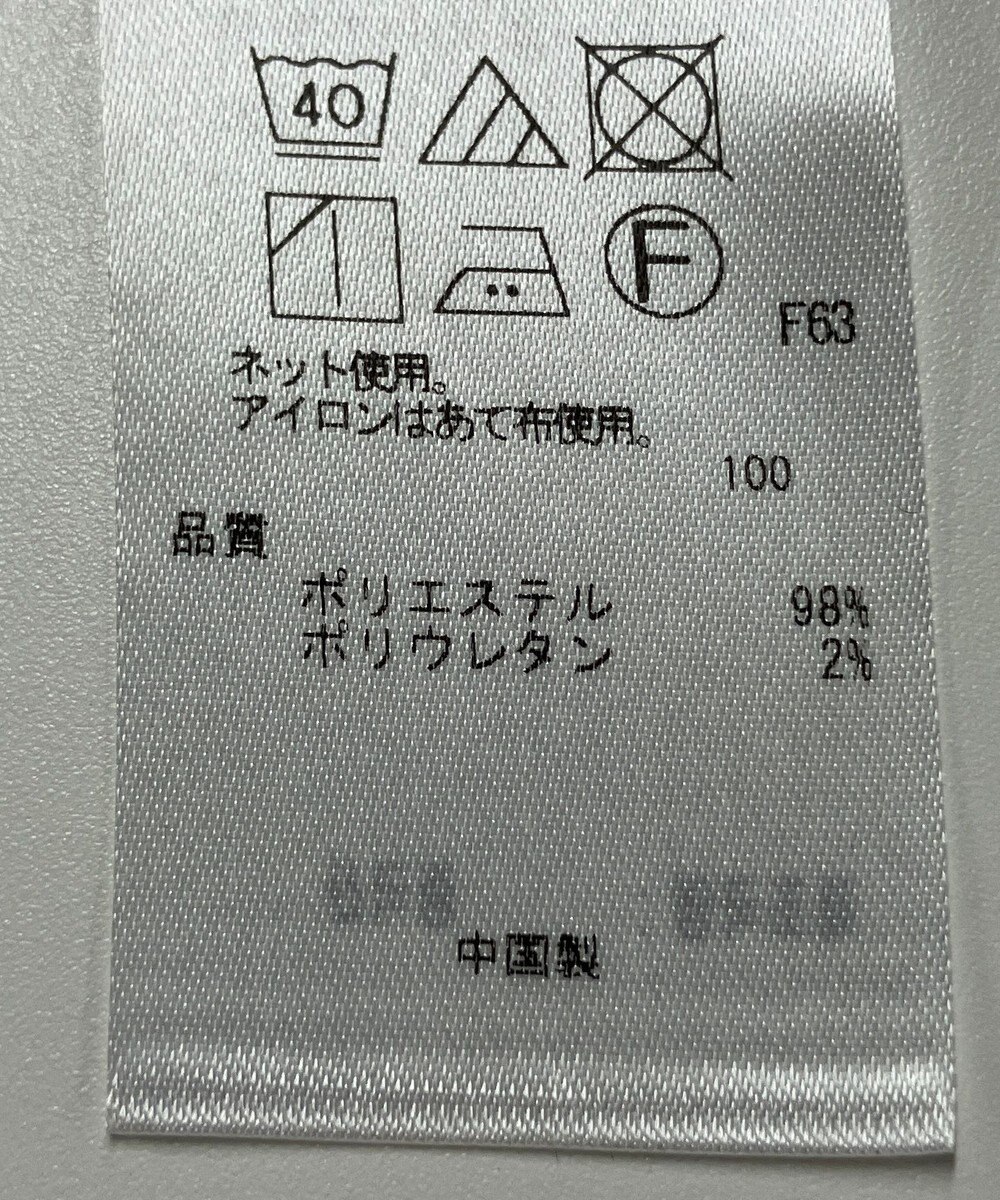 40
F
F63
ネット使用。
アイロンはあて布使用。
100
品質
ポリエステル 98%
ポリウレタン 2%
中国製